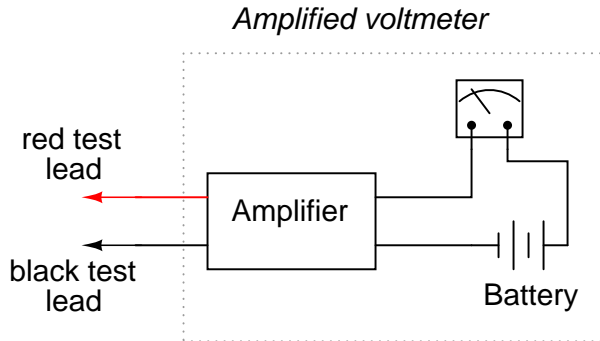 Amplified voltmeter
red test
lead
Amplifier
black test
lead
Battery